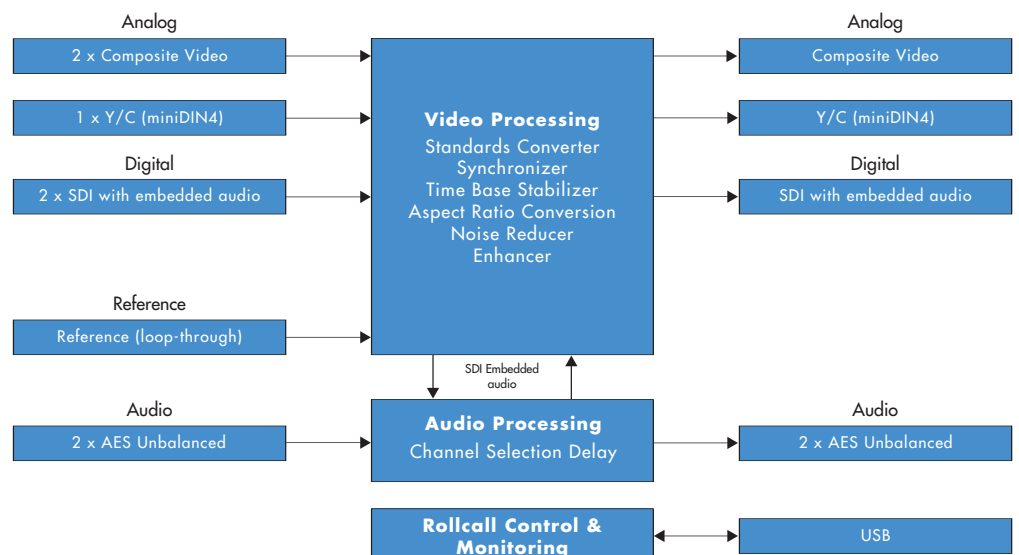 Analog
2 x Composite Video
1 x Y/C (miniDIN4)
Digital
2 x SDI with embedded audio
Reference
Reference (loop-through)
Audio
2 x AES Unbalanced
Video Processing
Standards Converter
Synchronizer
Time Base Stabilizer
Aspect Ratio Conversion
Noise Reducer
Enhancer
SDI Embedded
audio
Audio Processing
Channel Selection Delay
Rollcall Control &
Monitoring
Analog
Composite Video
Y/C (miniDIN4)
Digital
SDI with embedded audio
Audio
2 x AES Unbalanced
USB